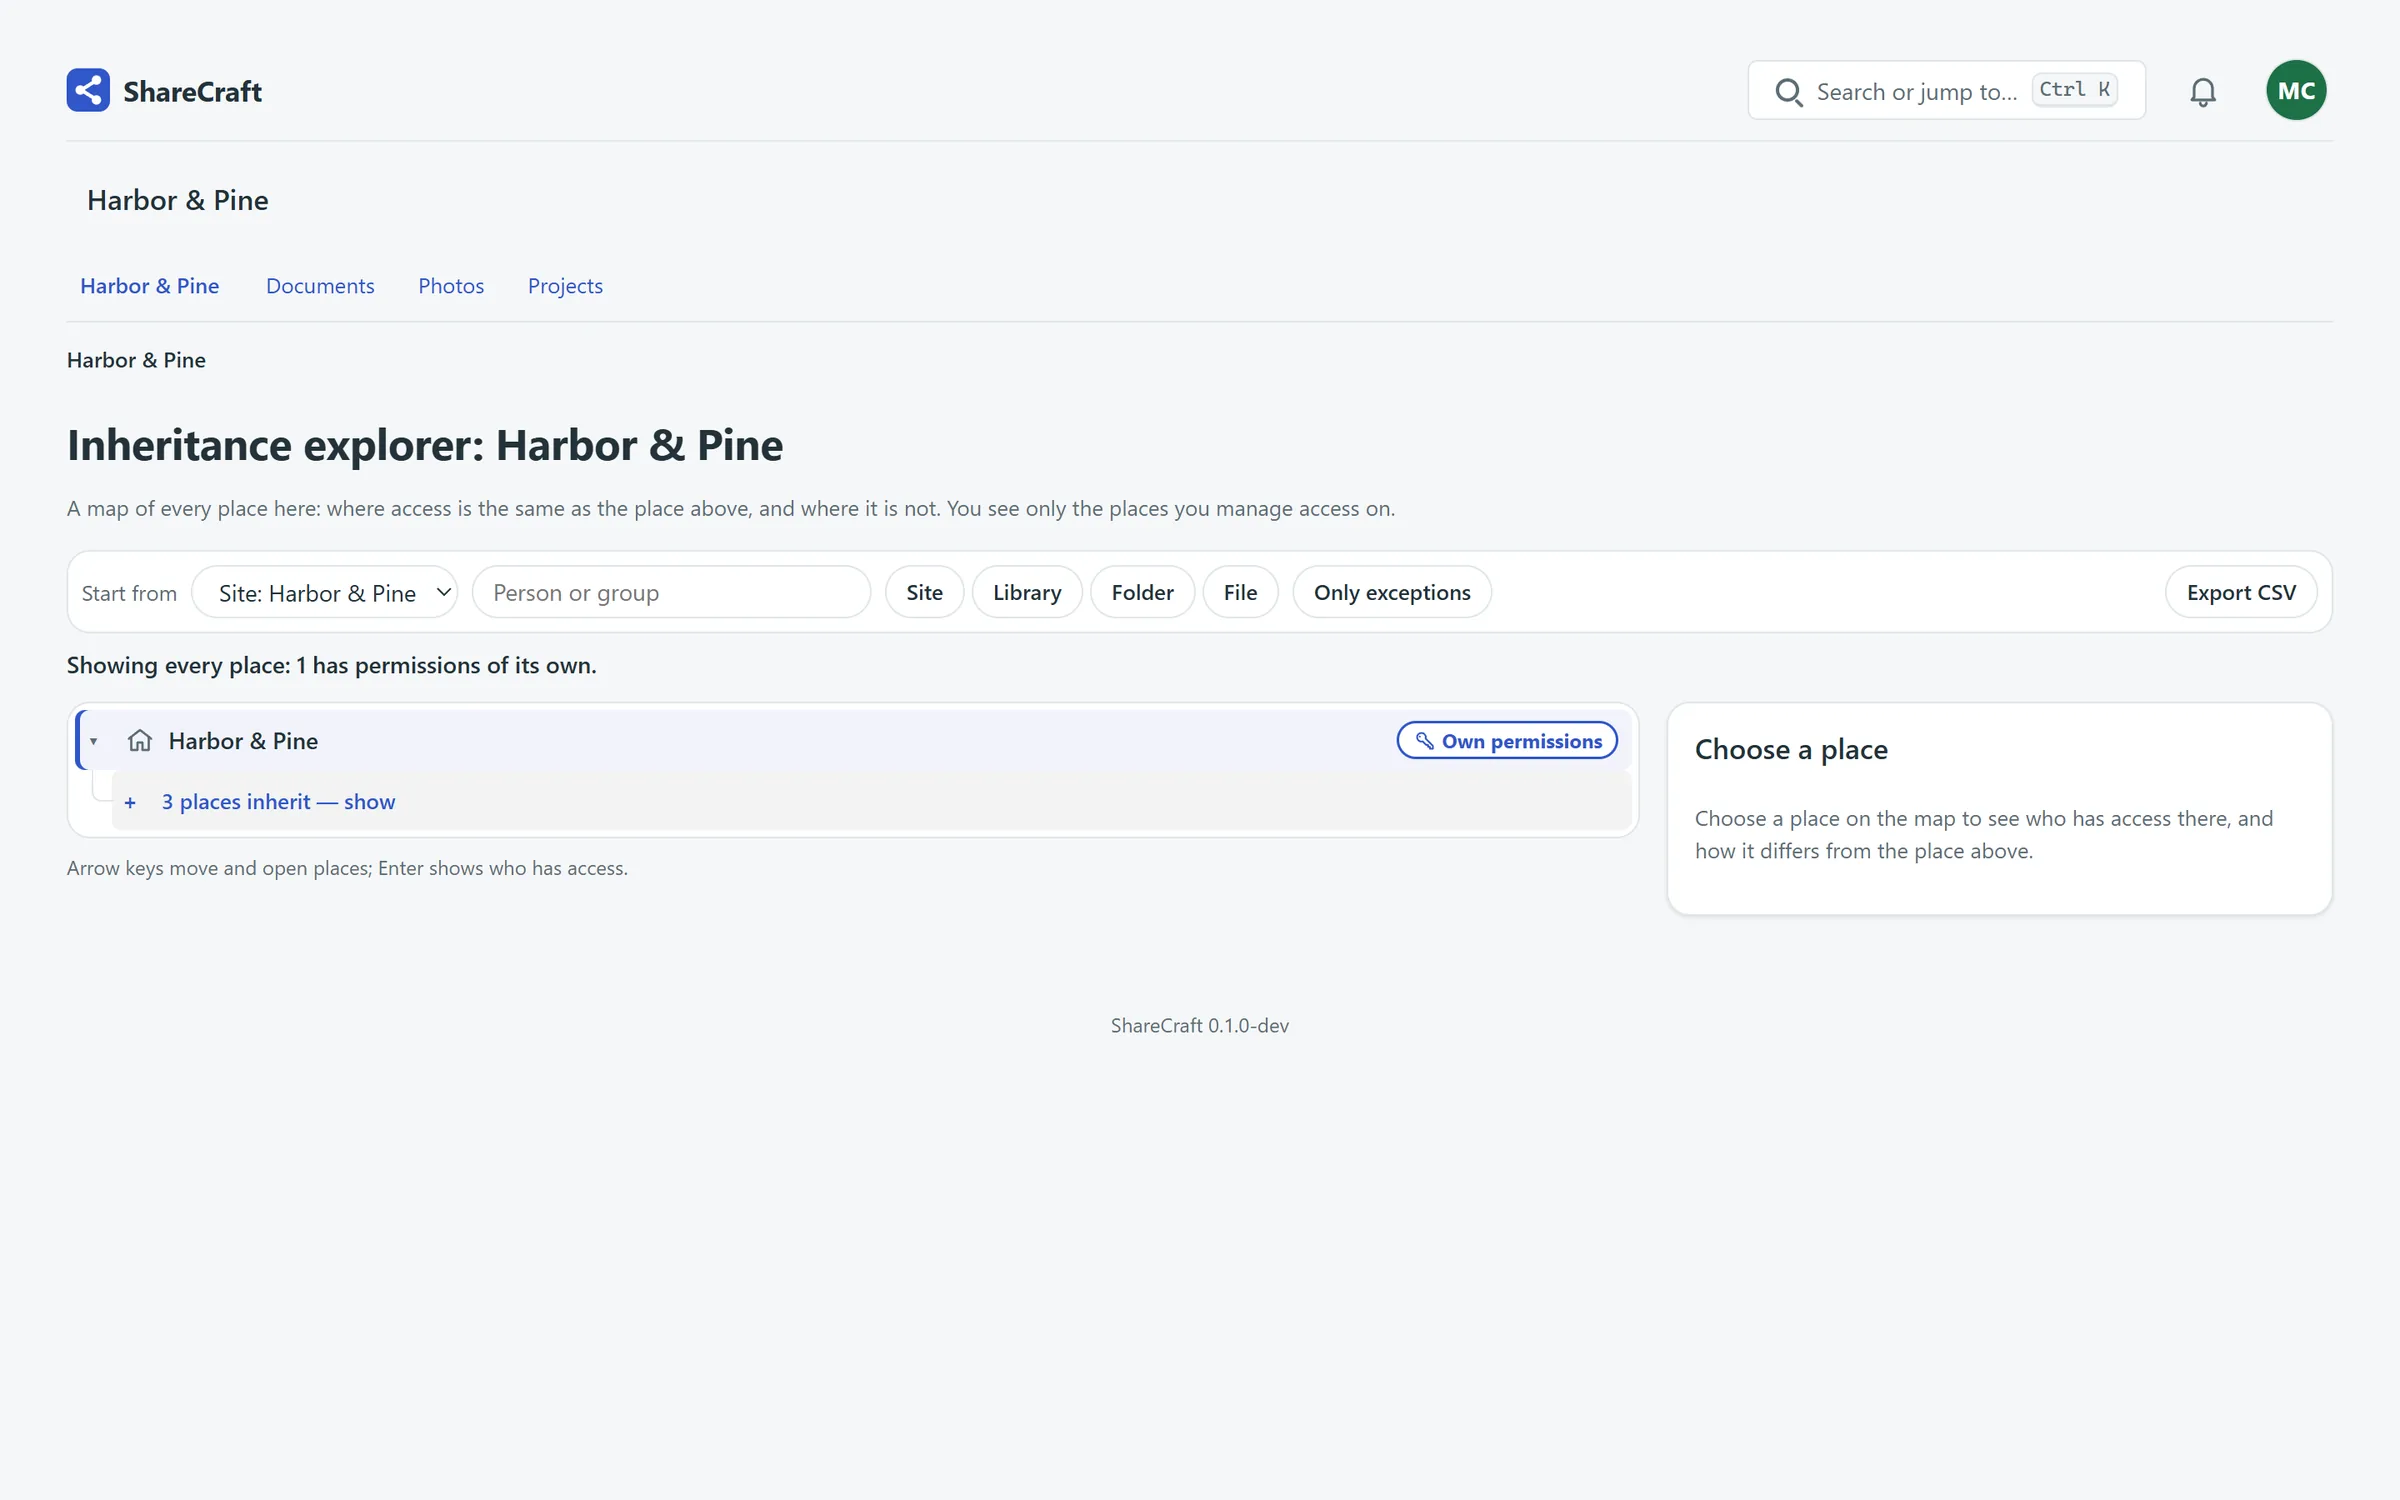 ShareCraft
Search or jump to... Ctrl K
MC
Harbor & Pine
Harbor & Pine Documents Photos Projects
Harbor & Pine
Inheritance explorer: Harbor & Pine
A map of every place here: where access is the same as the place above, and where it is not. You see only the places you manage access on.
Start from Site: Harbor & Pine Person or group Site Library Folder File Only exceptions Export CSV
Showing every place: 1 has permissions of its own.
Harbor & Pine Own permissions
+ 3 places inherit — show
Arrow keys move and open places; Enter shows who has access.
Choose a place
Choose a place on the map to see who has access there, and
how it differs from the place above.
ShareCraft 0.1.0-dev